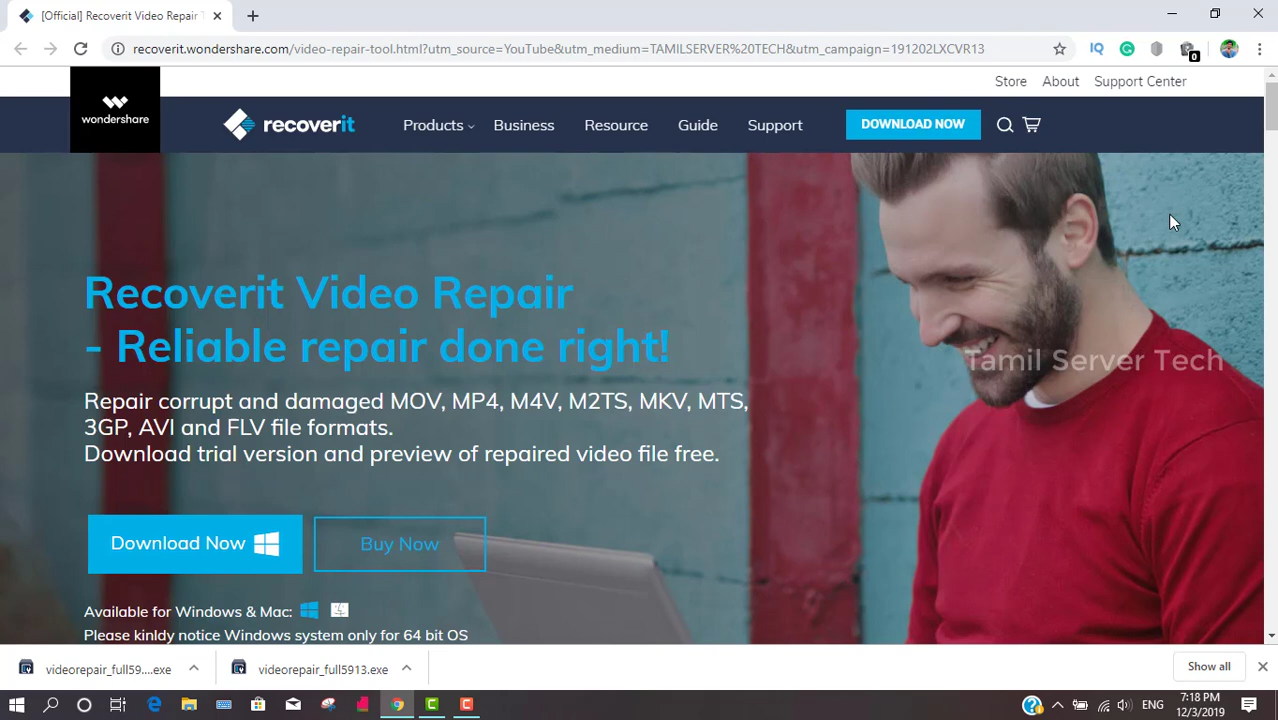 [Official] Recoverit Video Repair T
recoverit.wondershare.com/video-repair-tool.html?utm_source=YouTube&utm_medium=TAMILSERVER%20TECH&utm_campaign=191202LXCVR13
IQ
0
Store About Support Center
wondershare
recoverit
Products Business Resource Guide Support
DOWNLOAD NOW
Recoverit Video Repair
- Reliable repair done right!
Tamil Server Tech
Repair corrupt and damaged MOV, MP4, M4V, M2TS, MKV, MTS,
3GP, AVI and FLV file formats.
Download trial version and preview of repaired video file free.
Download Now
Buy Now
Available for Windows & Mac:
Please kinldy notice Windows system only for 64 bit OS
videorepair_full59....exe
videorepair_full5913.exe
Show all
ENG
7:18 PM
12/3/2019